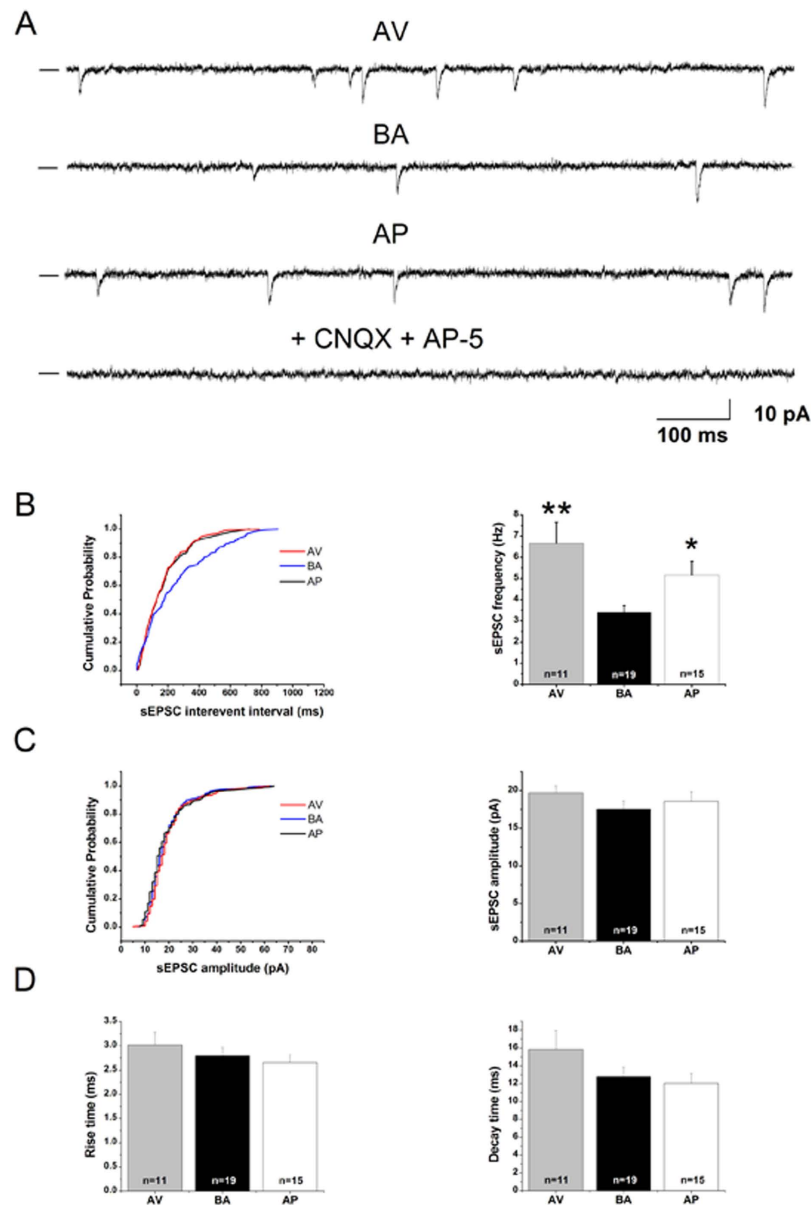 A
AV
BA
AP
+ CNQX + AP-5
10 pA
100 ms
B
Cumulative Probability
1.0
0.8
0.6
0.4
0.2
0.0
AV
BA
AP
0 200 400 600 800 1000 1200
sEPSC interevent interval (ms)
sEPSC frequency (Hz)
8
7
6
5
4
3
2
1
0
**
*
n=11 n=19 n=15
AV BA AP
C
Cumulative Probability
1.0
0.8
0.6
0.4
0.2
0.0
AV
BA
AP
0 10 20 30 40 50 60 70 80
sEPSC amplitude (pA)
sEPSC amplitude (pA)
20
15
10
5
0
n=11 n=19 n=15
AV BA AP
D
Rise time (ms)
3.5
3.0
2.5
2.0
1.5
1.0
0.5
0.0
n=11 n=19 n=15
AV BA AP
Decay time (ms)
18
16
14
12
10
8
6
4
2
0
n=11 n=19 n=15
AV BA AP